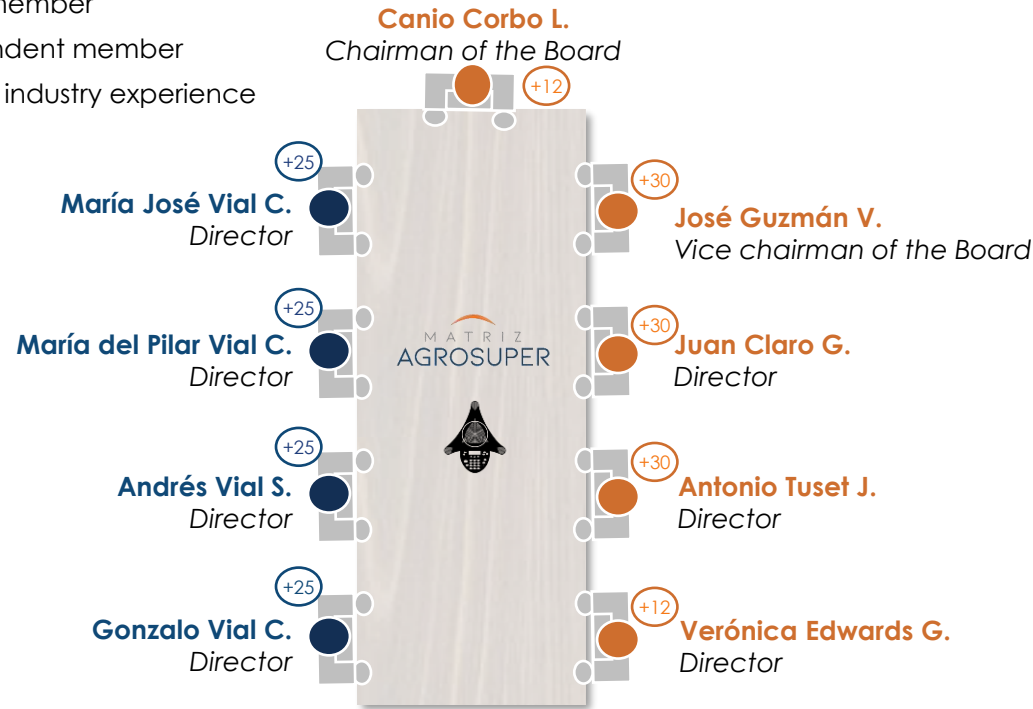 member
ndent member
industry experience
Canio Corbo L.
Chairman of the Board
+12
+25
María José Vial C.
Director
+30
José Guzmán V.
Vice chairman of the Board
+25
María del Pilar Vial C.
Director
MATRIZ
AGROSUPER
+30
Juan Claro G.
Director
+25
Andrés Vial S.
Director
+30
Antonio Tuset J.
Director
+25
Gonzalo Vial C.
Director
+12
Verónica Edwards G.
Director